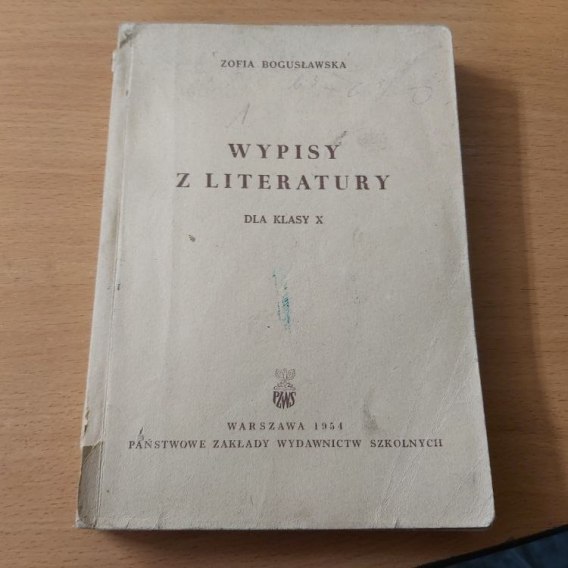 ZOFIA BOGUSŁAWSKA
WYPISY
Z LITERATURY
DLA KLASY X
PZWS
WARSZAWA 1954
PAŃSTWOWE ZAKŁADY WYDAWNICTW SZKOLNYCH